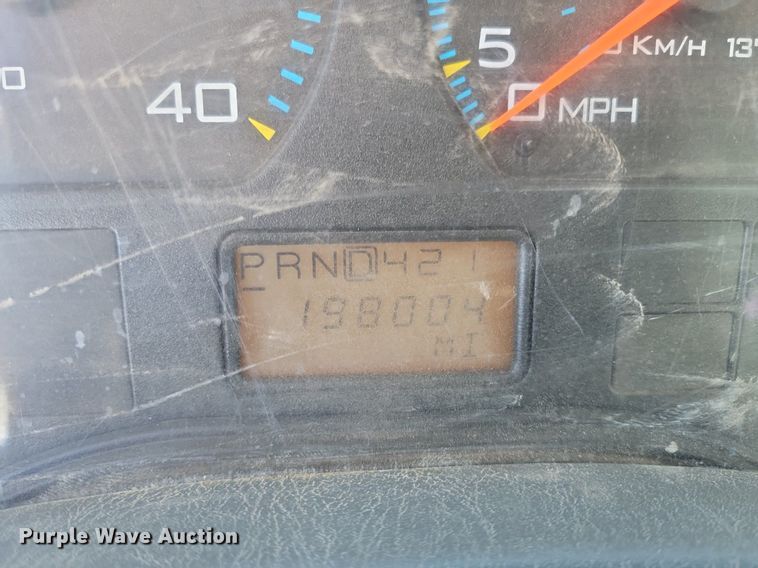 40
5
0 MPH
Km/H
PRND421
198004
MI
Purple Wave Auction